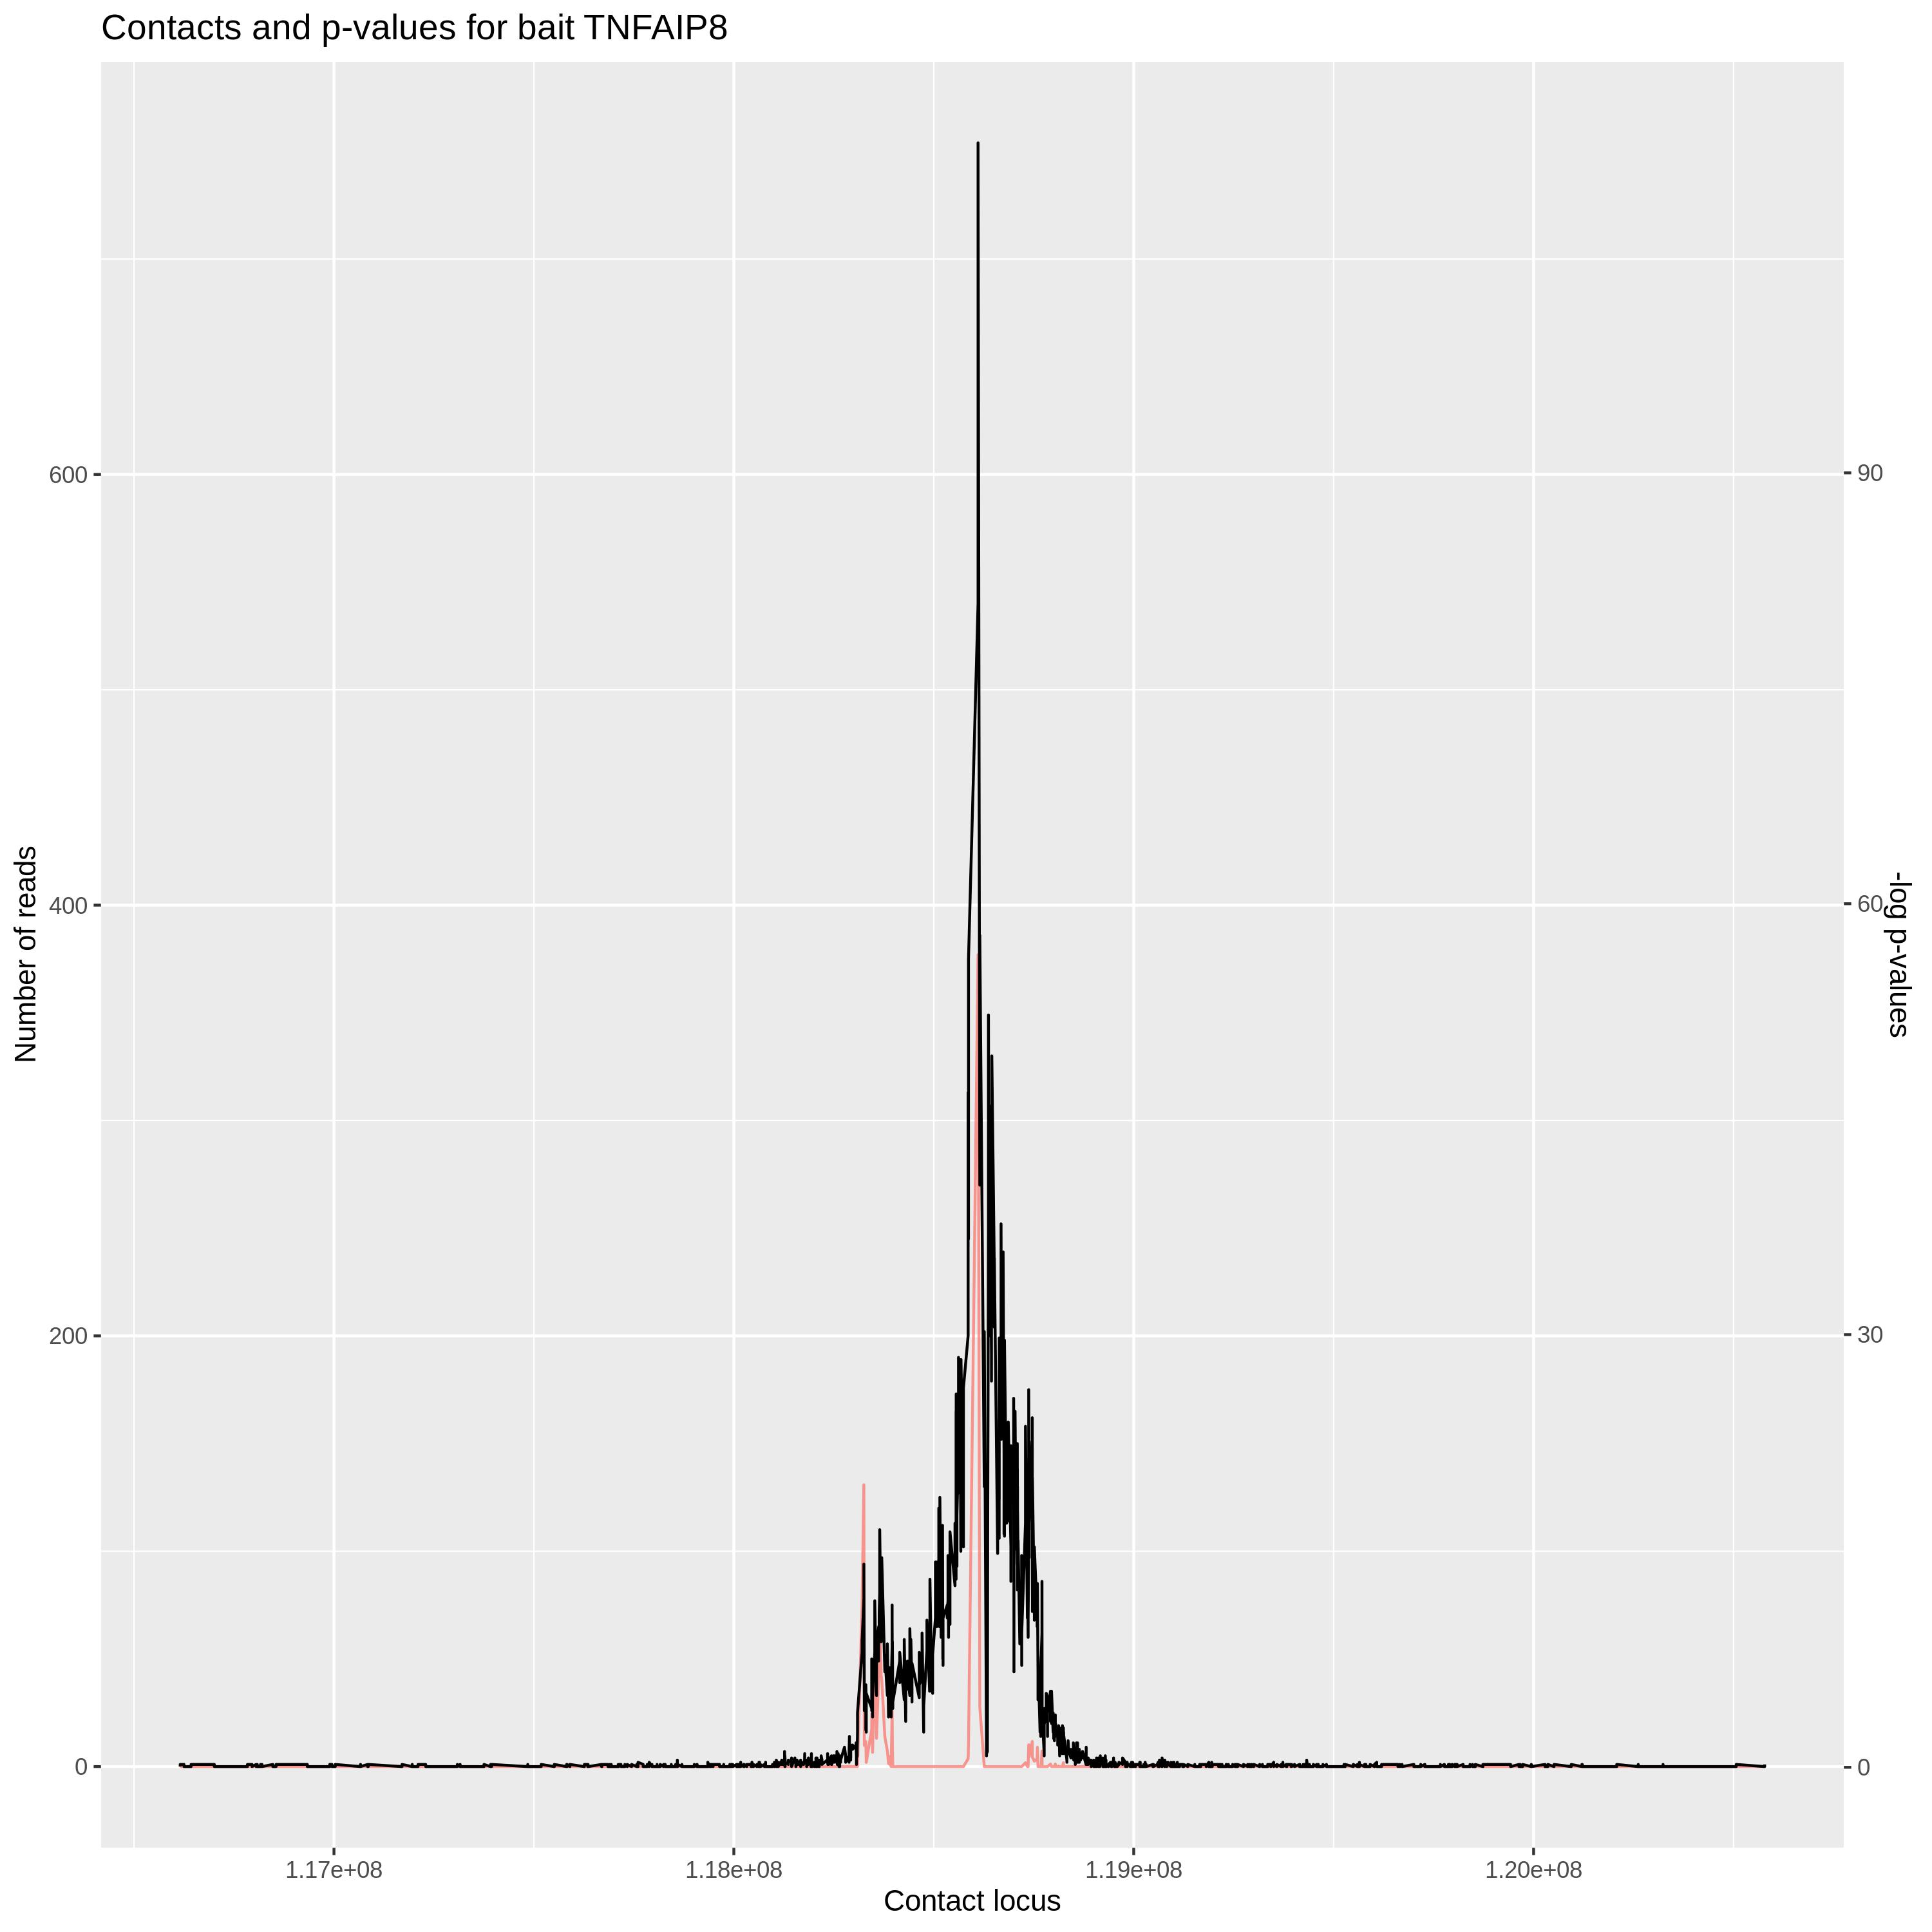 Contacts and p-values for bait TNFAIP8
Number of reads
600
400
200
0
90
60
30
0
-log p-values
1.17e+08
1.18e+08
1.19e+08
1.20e+08
Contact locus